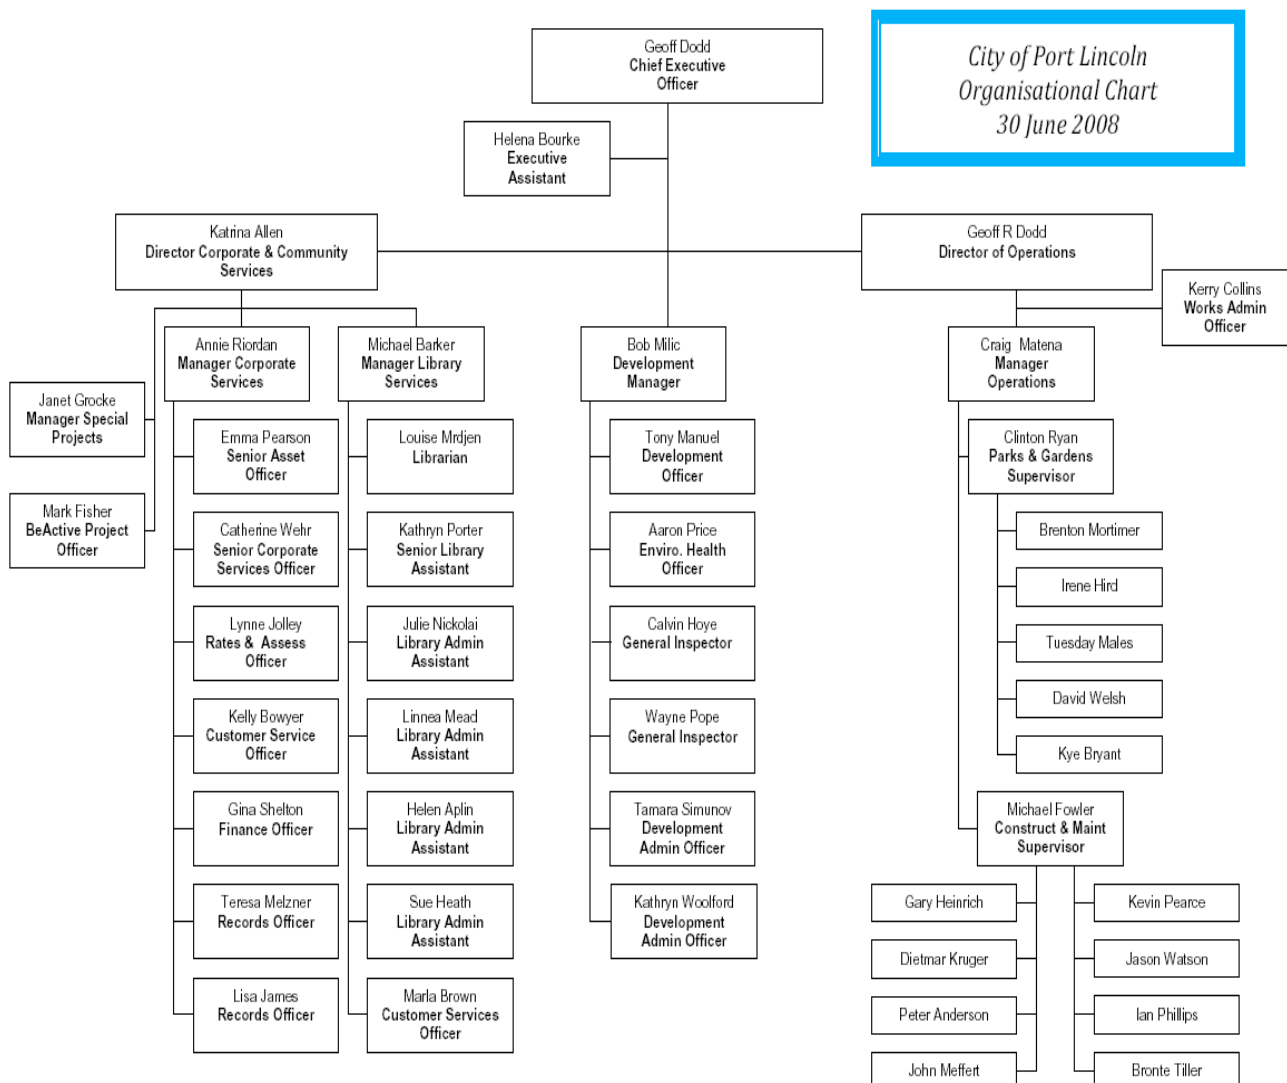 Geoff Dodd
Chief Executive
Officer
City of Port Lincoln
Organisational Chart
30 June 2008
Helena Bourke
Executive
Assistant
Katrina Allen
Director Corporate & Community
Services
Geoff R Dodd
Director of Operations
Kerry Collins
Works Admin
Officer
Annie Riordan
Manager Corporate
Services
Michael Barker
Manager Library
Services
Bob Milic
Development
Manager
Craig Matena
Manager
Operations
Janet Grocke
Manager Special
Projects
Mark Fisher
BeActive Project
Officer
Emma Pearson
Senior Asset
Officer
Catherine Wehr
Senior Corporate
Services Officer
Lynne Jolley
Rates & Assess
Officer
Kelly Bowyer
Customer Service
Officer
Gina Shelton
Finance Officer
Teresa Melzner
Records Officer
Lisa James
Records Officer
Louise Mrdjen
Librarian
Kathryn Porter
Senior Library
Assistant
Julie Nickolai
Library Admin
Assistant
Linnea Mead
Library Admin
Assistant
Helen Aplin
Library Admin
Assistant
Sue Heath
Library Admin
Assistant
Marla Brown
Customer Services
Officer
Tony Manuel
Development
Officer
Aaron Price
Enviro. Health
Officer
Calvin Hoye
General Inspector
Wayne Pope
General Inspector
Tamara Simunov
Development
Admin Officer
Kathryn Woolford
Development
Admin Officer
Clinton Ryan
Parks & Gardens
Supervisor
Brenton Mortimer
Irene Hird
Tuesday Males
David Welsh
Kye Bryant
Michael Fowler
Construct & Maint
Supervisor
Gary Heinrich
Dietmar Kruger
Peter Anderson
John Meffert
Kevin Pearce
Jason Watson
Ian Phillips
Bronte Tiller